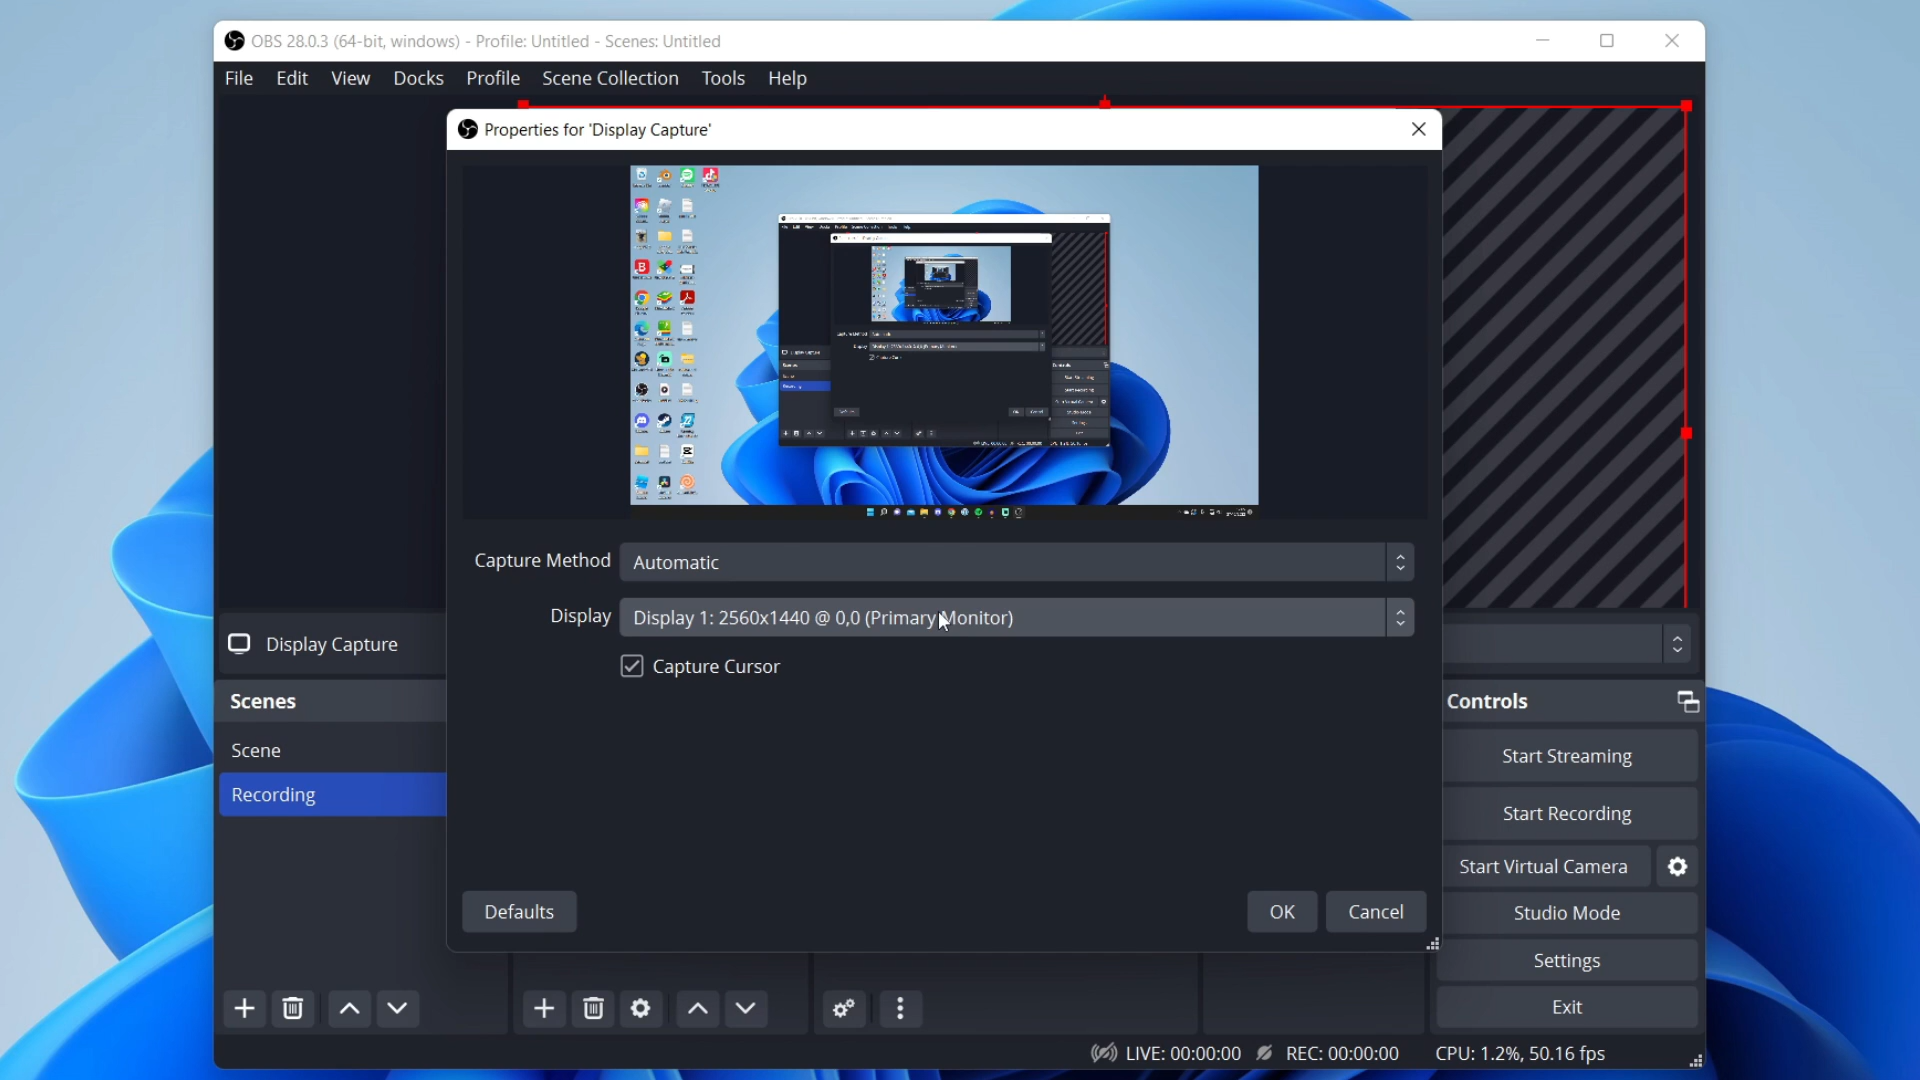 OBS 28.0.3 (64-bit, windows) - Profile: Untitled - Scenes: Untitled
File Edit View Docks Profile Scene Collection Tools Help
Properties for 'Display Capture'
Capture Method Automatic
Display Display 1: 2560x1440 @ 0,0 (Primary Monitor)
Capture Cursor
Display Capture
Scenes
Scene
Recording
Controls
Start Streaming
Start Recording
Start Virtual Camera
Studio Mode
Settings
Exit
Defaults
OK Cancel
LIVE: 00:00:00 REC: 00:00:00 CPU: 1.2%, 50.16 fps